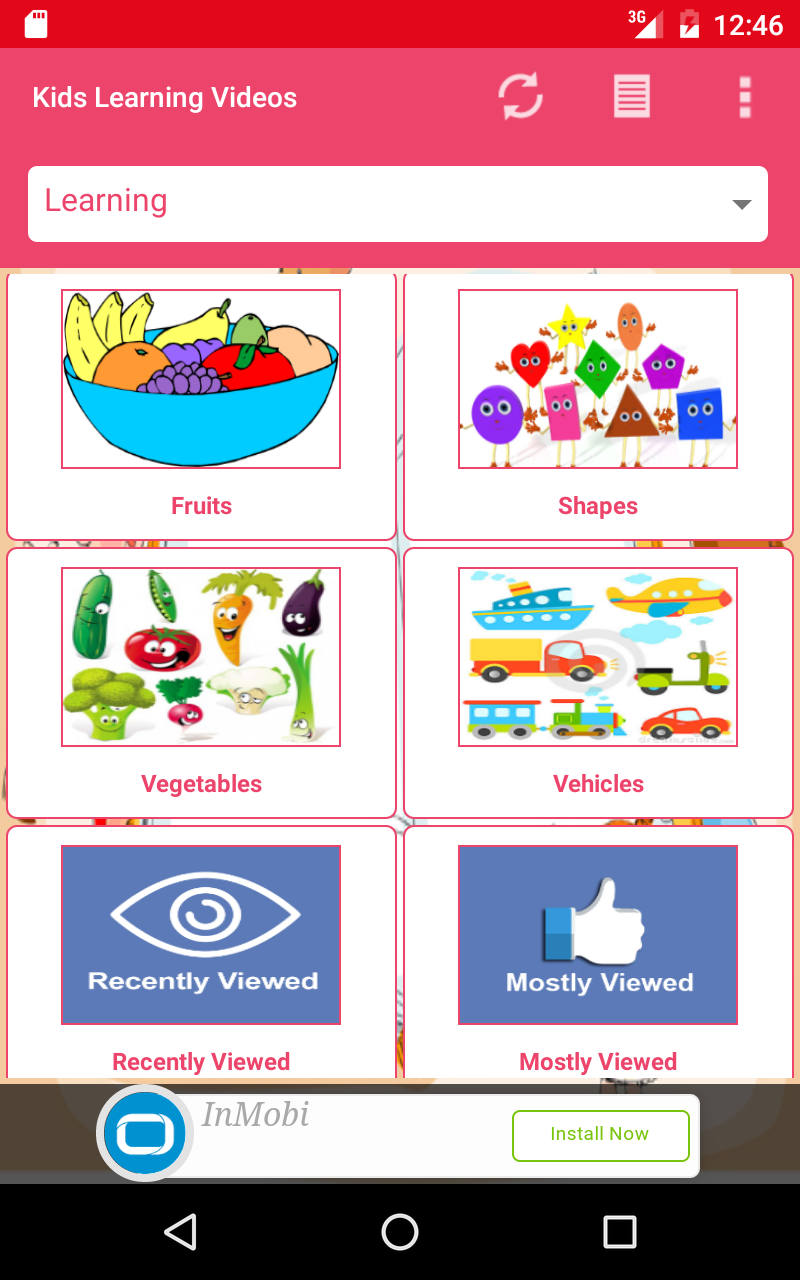 3G 12:46
Kids Learning Videos
Learning
Fruits
Shapes
Vegetables
Vehicles
Recently Viewed
Mostly Viewed
Recently Viewed
Mostly Viewed
InMobi
Install Now